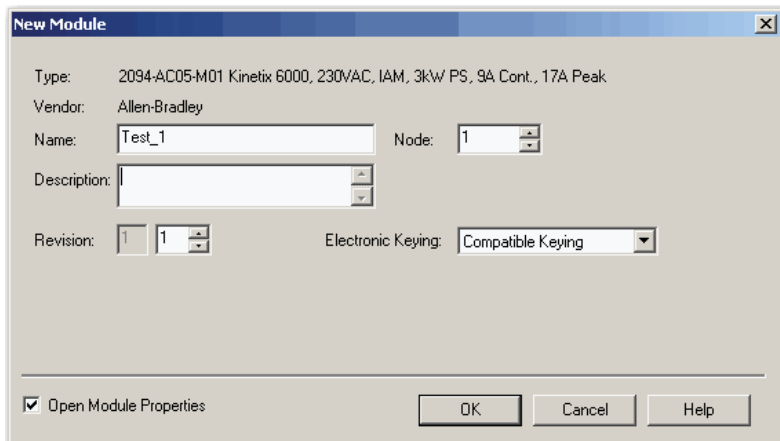 New Module
Type: 2094-AC05-M01 Kinetix 6000, 230VAC, IAM, 3kW PS, 9A Cont., 17A Peak
Vendor: Allen-Bradley
Name: Test_1 Node: 1
Description:
Revision: 1 1 Electronic Keying: Compatible Keying
Open Module Properties OK Cancel Help